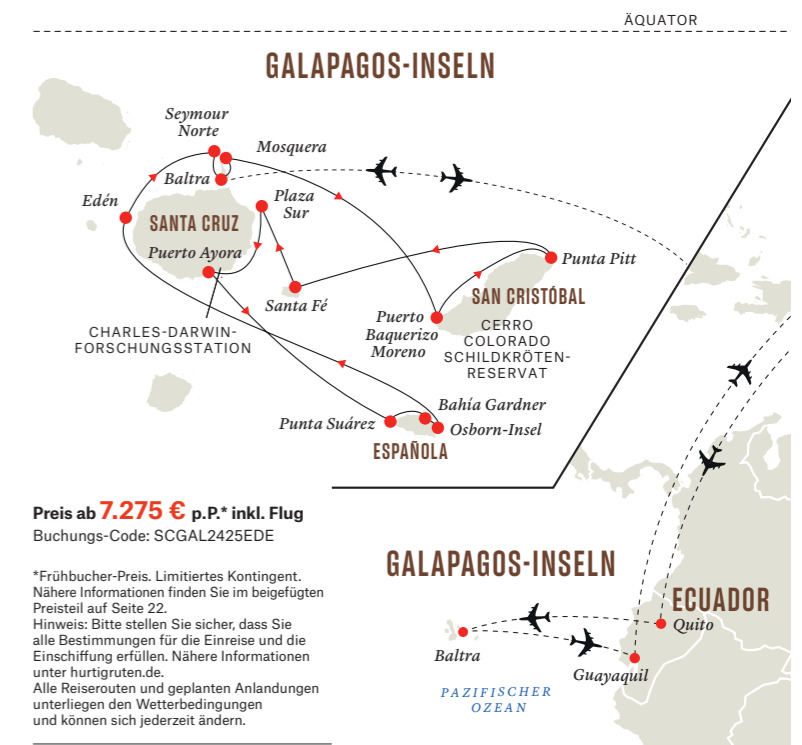 ÄQUATOR
GALAPAGOS-INSELN
Seymour
Norte
Mosquera
Baltra
Edén
Plaza
Sur
SANTA CRUZ
Puerto Ayora
Punta Pitt
Santa Fé
SAN CRISTÓBAL
Puerto
Baquerizo
Moreno
CERRO
COLORADO
SCHILDKRÖTEN-
RESERVAT
CHARLES-DARWIN-
FORSCHUNGSSTATION
Bahía Gardner
Punta Suárez
Osborn-Insel
ESPAÑOLA
Preis ab 7.275 € p.P.* inkl. Flug
Buchungs-Code: SCGAL2425EDE
*Frühbucher-Preis. Limitiertes Kontingent.
Nähere Informationen finden Sie im beigefügten
Preisteil auf Seite 22.
Hinweis: Bitte stellen Sie sicher, dass Sie
alle Bestimmungen für die Einreise und die
Einschiffung erfüllen. Nähere Informationen
unter hurtigruten.de.
Alle Reiserouten und geplanten Anlandungen
unterliegen den Wetterbedingungen
und können sich jederzeit ändern.
GALAPAGOS-INSELN
ECUADOR
Quito
Baltra
Guayaquil
PAZIFISCHER
OZEAN